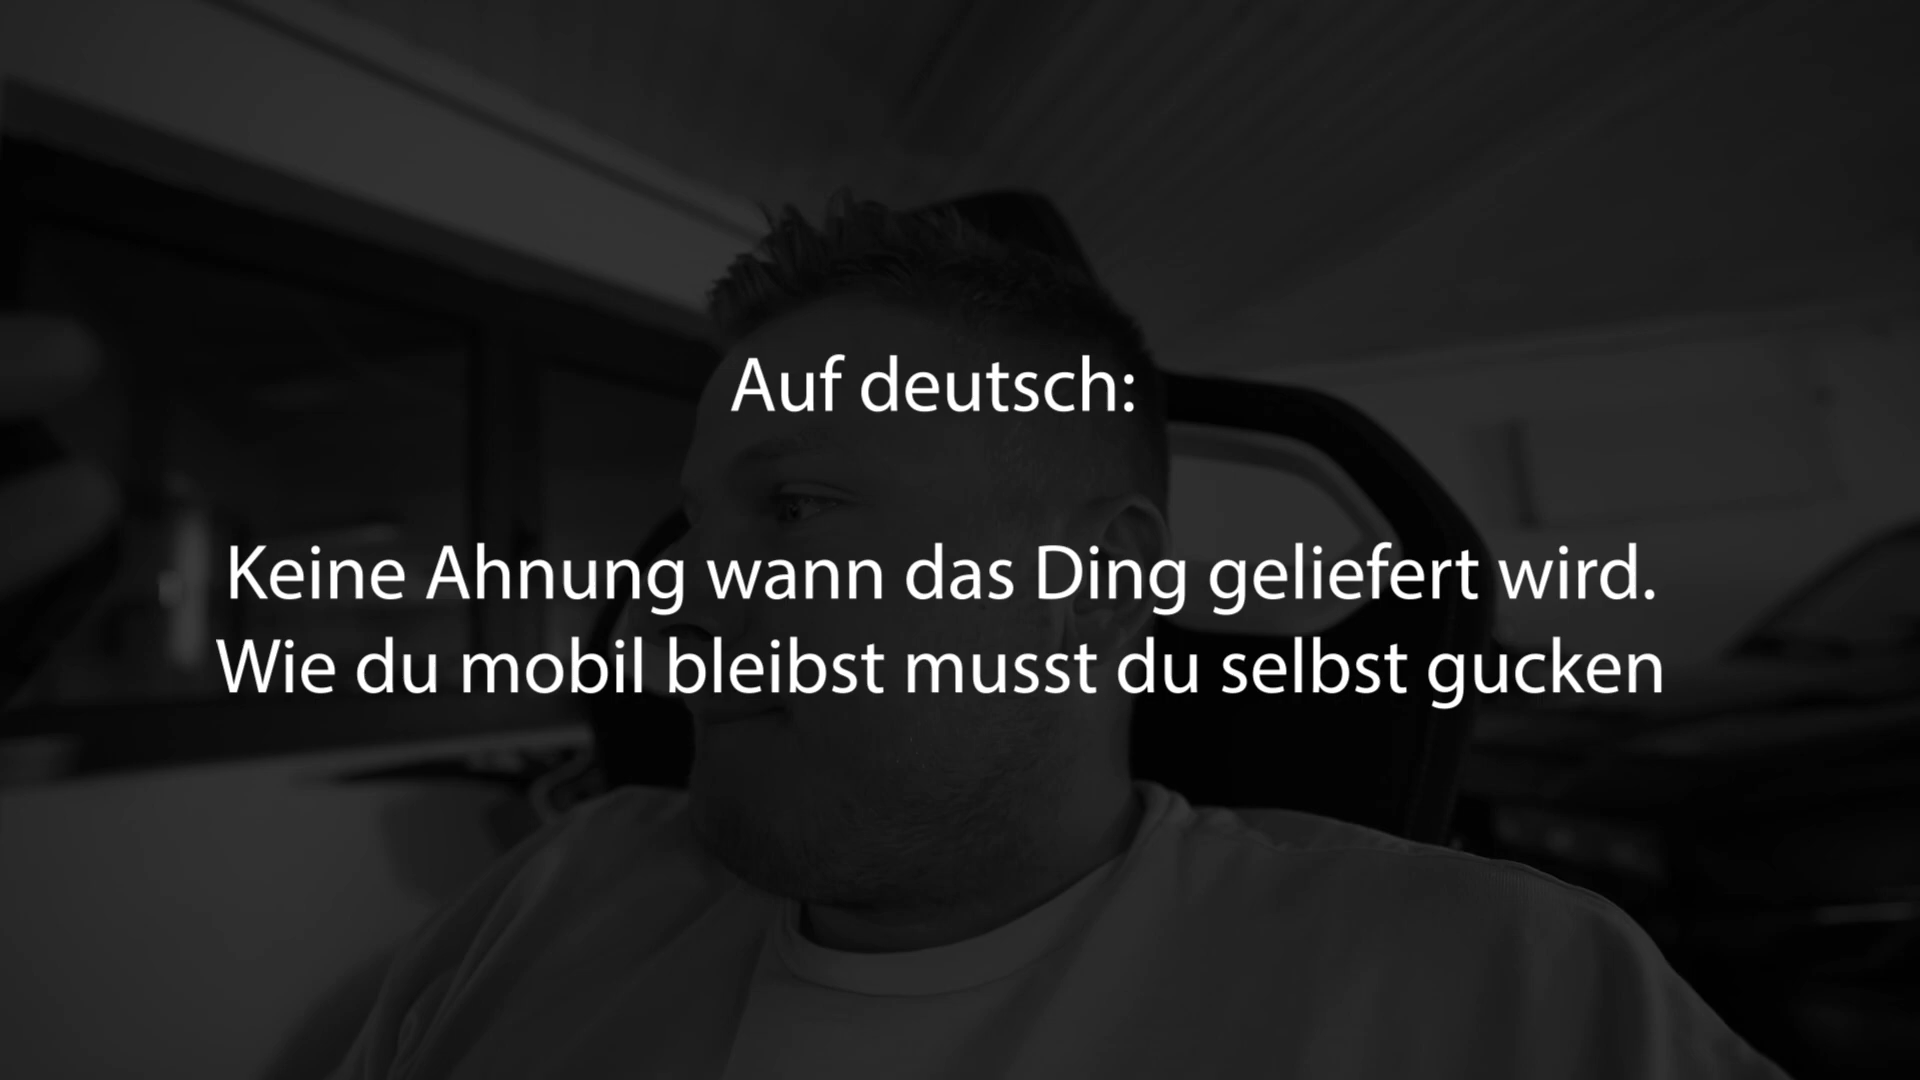 Auf deutsch:
Keine Ahnung wann das Ding geliefert wird.
Wie du mobil bleibst musst du selbst gucken